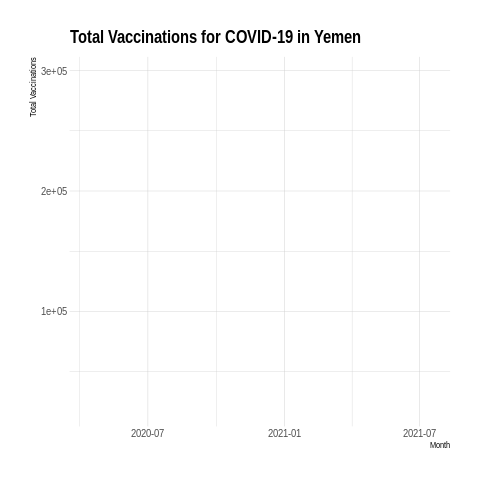 Total Vaccinations for COVID-19 in Yemen
Total Vaccinations
3e+05
2e+05
1e+05
2020-07
2021-01
2021-07
Month